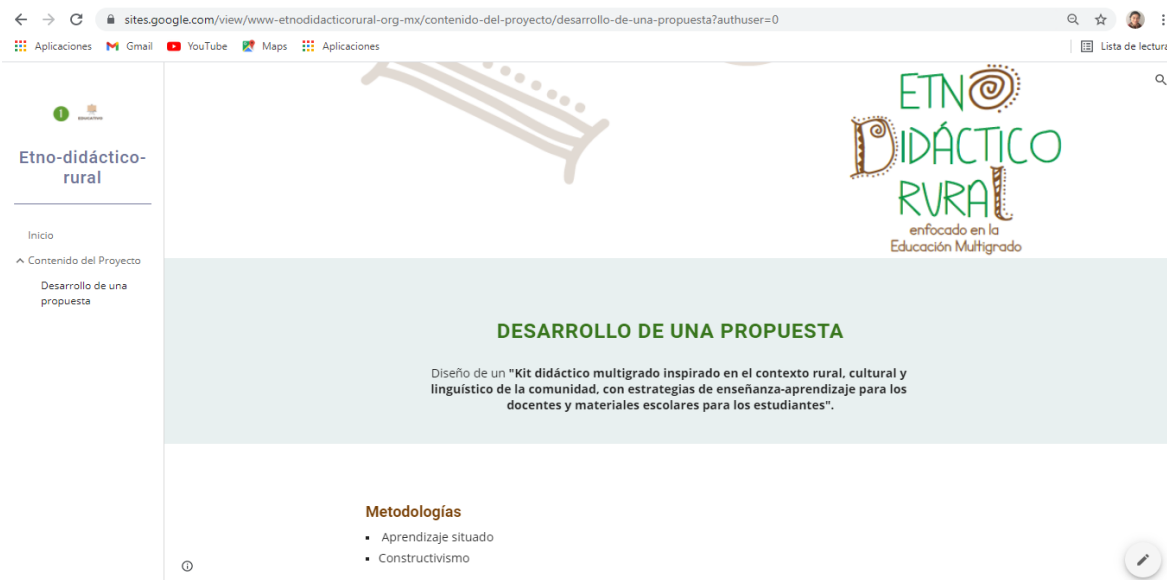 sites.google.com/view/www-etnodidacticorural-org-mx/contenido-del-proyecto/desarrollo-de-una-propuesta?authuser=0
Aplicaciones Gmail YouTube Maps Aplicaciones Lista de lectura
1 EDUCATIVO
Etno-didáctico-
rural
Inicio
Contenido del Proyecto
Desarrollo de una
propuesta
ETNO
DIDÁCTICO
RURAL
enfocado en la
Educación Multigrado
DESARROLLO DE UNA PROPUESTA
Diseño de un "Kit didáctico multigrado inspirado en el contexto rural, cultural y
linguístico de la comunidad, con estrategias de enseñanza-aprendizaje para los
docentes y materiales escolares para los estudiantes".
Metodologías
▪ Aprendizaje situado
▪ Constructivismo